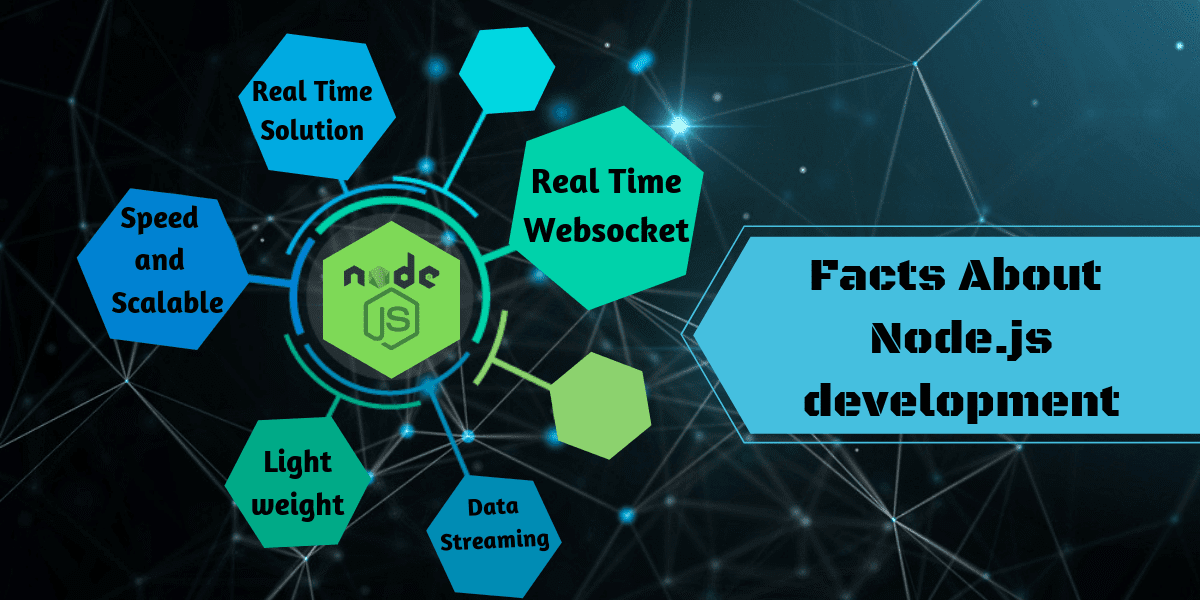 Real Time
Solution
Real Time
Websocket
Speed
and
Scalable
node
JS
Light
weight
Data
Streaming
Facts About
Node.js
development